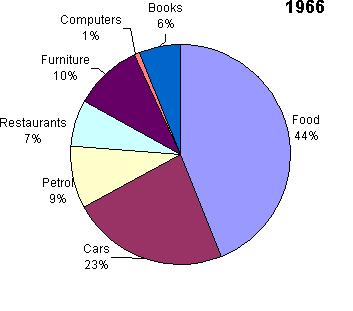 1966
Books
6%
Computers
1%
Furniture
10%
Restaurants
7%
Petrol
9%
Cars
23%
Food
44%